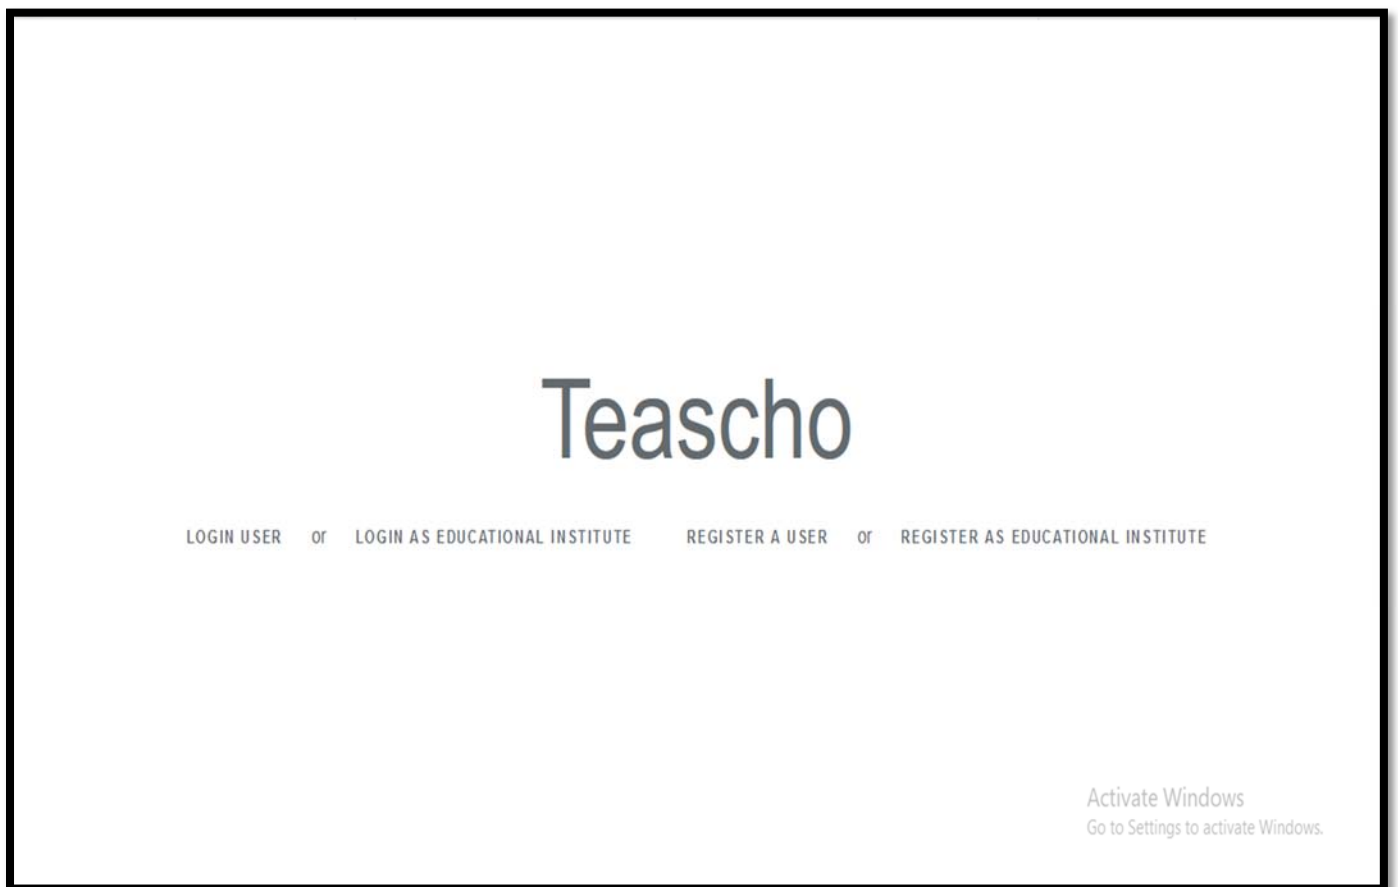 Teascho
LOGIN USER or LOGIN AS EDUCATIONAL INSTITUTE REGISTER A USER or REGISTER AS EDUCATIONAL INSTITUTE
Activate Windows
Go to Settings to activate Windows.